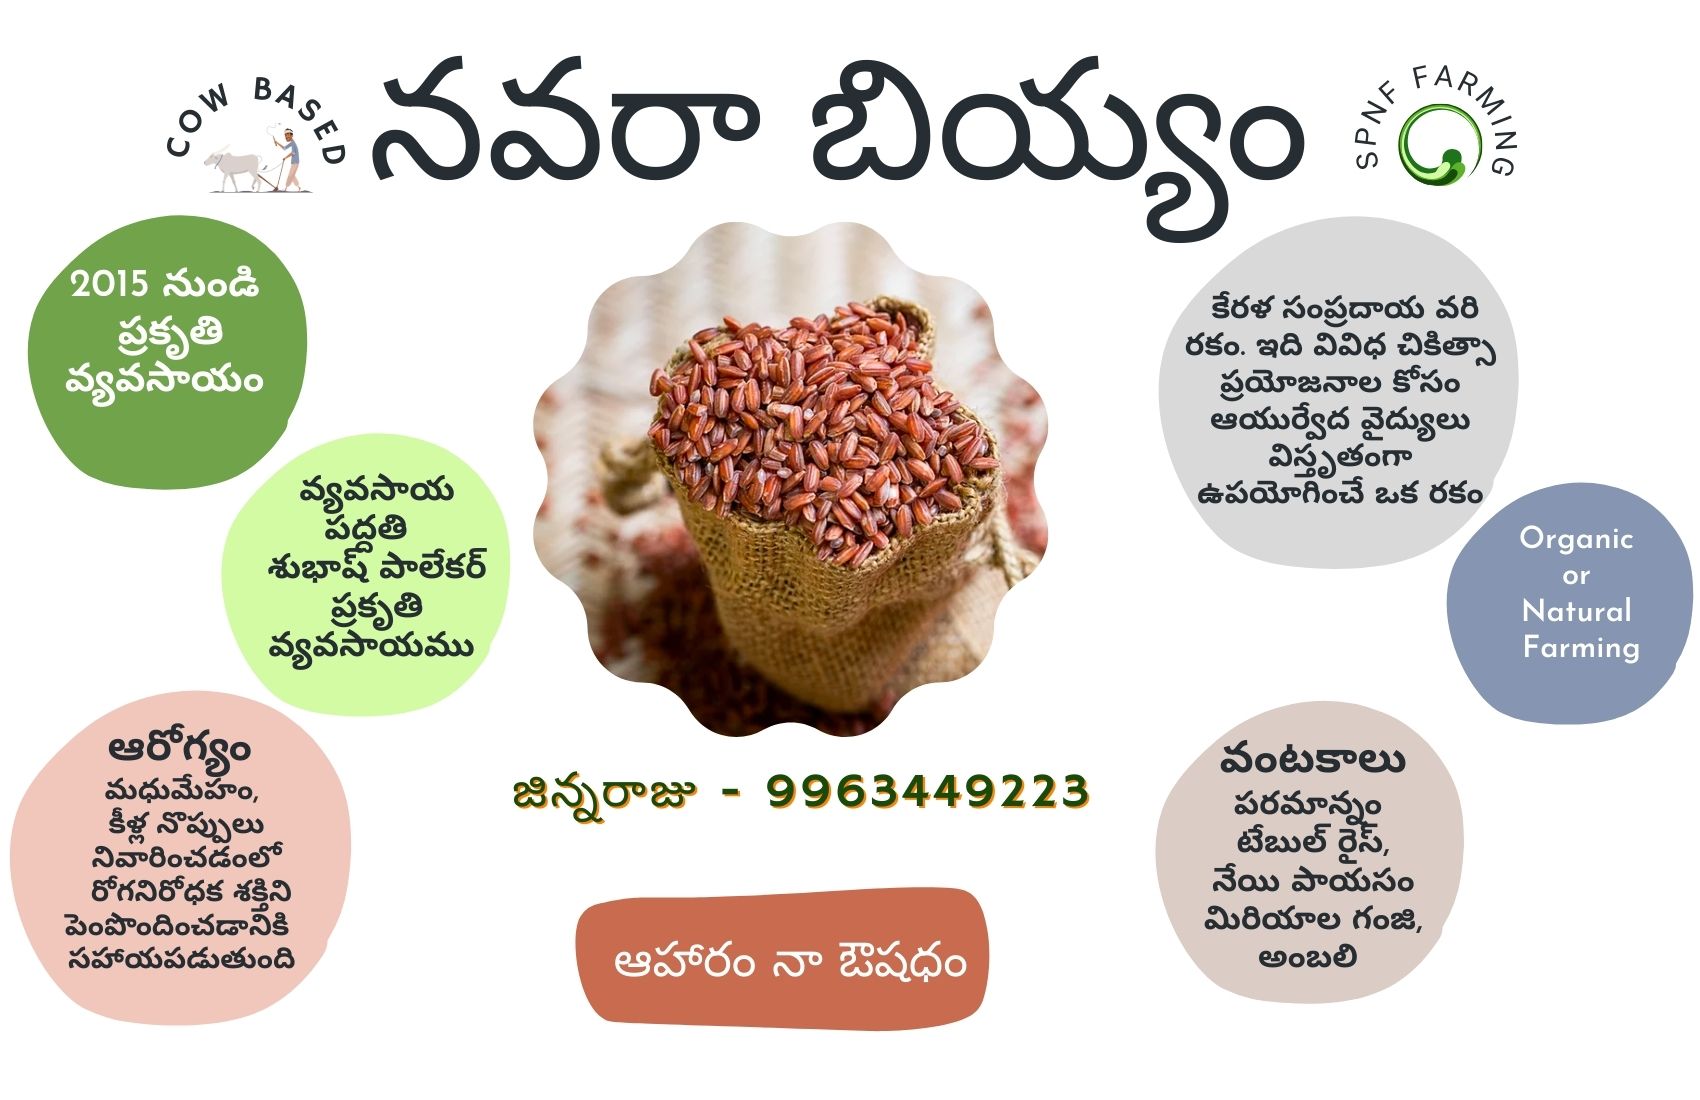 COW BASED
నవరా బియ్యం
SPNF FARMING
2015 నుండి
ప్రకృతి
వ్యవసాయం
వ్యవసాయ
పద్దతి
శుభాష్ పాలేకర్
ప్రకృతి
వ్యవసాయము
ఆరోగ్యం
మధుమేహం,
కీళ్ల నొప్పులు
నివారించడంలో
రోగనిరోధక శక్తిని
పెంపొందించడానికి
సహాయపడుతుంది
జిన్నరాజు - 9963449223
ఆహారం నా ఔషధం
కేరళ సంప్రదాయ వరి
రకం. ఇది వివిధ చికిత్సా
ప్రయోజనాల కోసం
ఆయుర్వేద వైద్యులు
విస్తృతంగా
ఉపయోగించే ఒక రకం
Organic
or
Natural
Farming
వంటకాలు
పరమాన్నం
టేబుల్ రైస్,
నేయి పాయసం
మిరియాల గంజి,
అంబలి